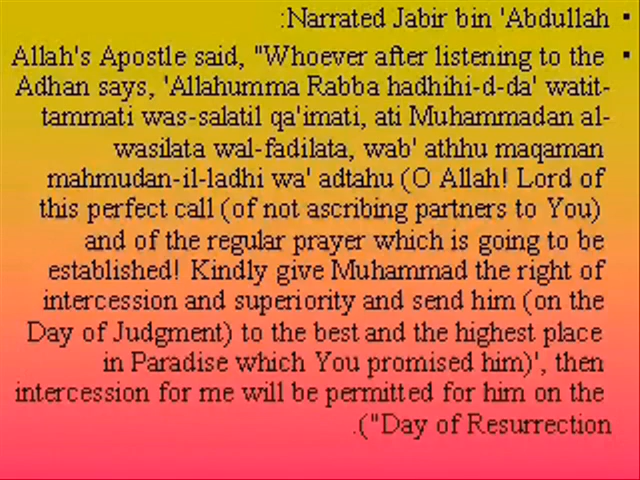 :Narrated Jabir bin 'Abdullah •
Allah's Apostle said, "Whoever after listening to the •
Adhan says, 'Allahumma Rabba hadhihi-d-da' watit-
tammati was-salatil qa'imati, ati Muhammadan al-
wasilata wal-fadilata, wab' athhu maqaman
mahmudan-il-ladhi wa' adtahu (O Allah! Lord of
this perfect call (of not ascribing partners to You)
and of the regular prayer which is going to be
established! Kindly give Muhammad the right of
intercession and superiority and send him (on the
Day of Judgment) to the best and the highest place
in Paradise which You promised him)', then
intercession for me will be permitted for him on the
.("Day of Resurrection